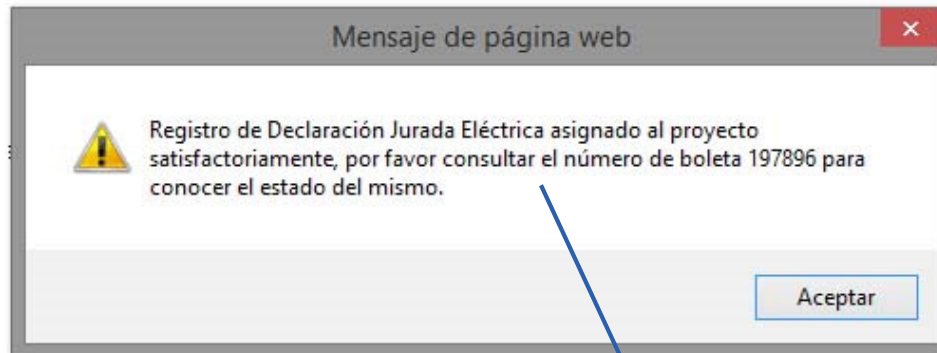 Mensaje de página web
Registro de Declaración Jurada Eléctrica asignado al proyecto
satisfactoriamente, por favor consultar el número de boleta 197896 para
conocer el estado del mismo.
Aceptar